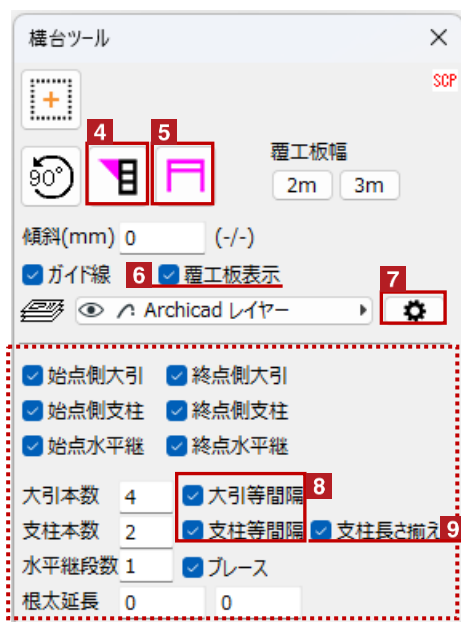 構台ツール
SCP
4
5
90°
覆工板幅
2m 3m
傾斜(mm) 0 (-/-)
ガイド線 6 覆工板表示
7
Archicad レイヤー
始点側大引 終点側大引
始点側支柱 終点側支柱
始点水平継 終点水平継
大引本数 4 大引等間隔 8
支柱本数 2 支柱等間隔 支柱長さ揃え 9
水平継段数 1 ブレース
根太延長 0 0